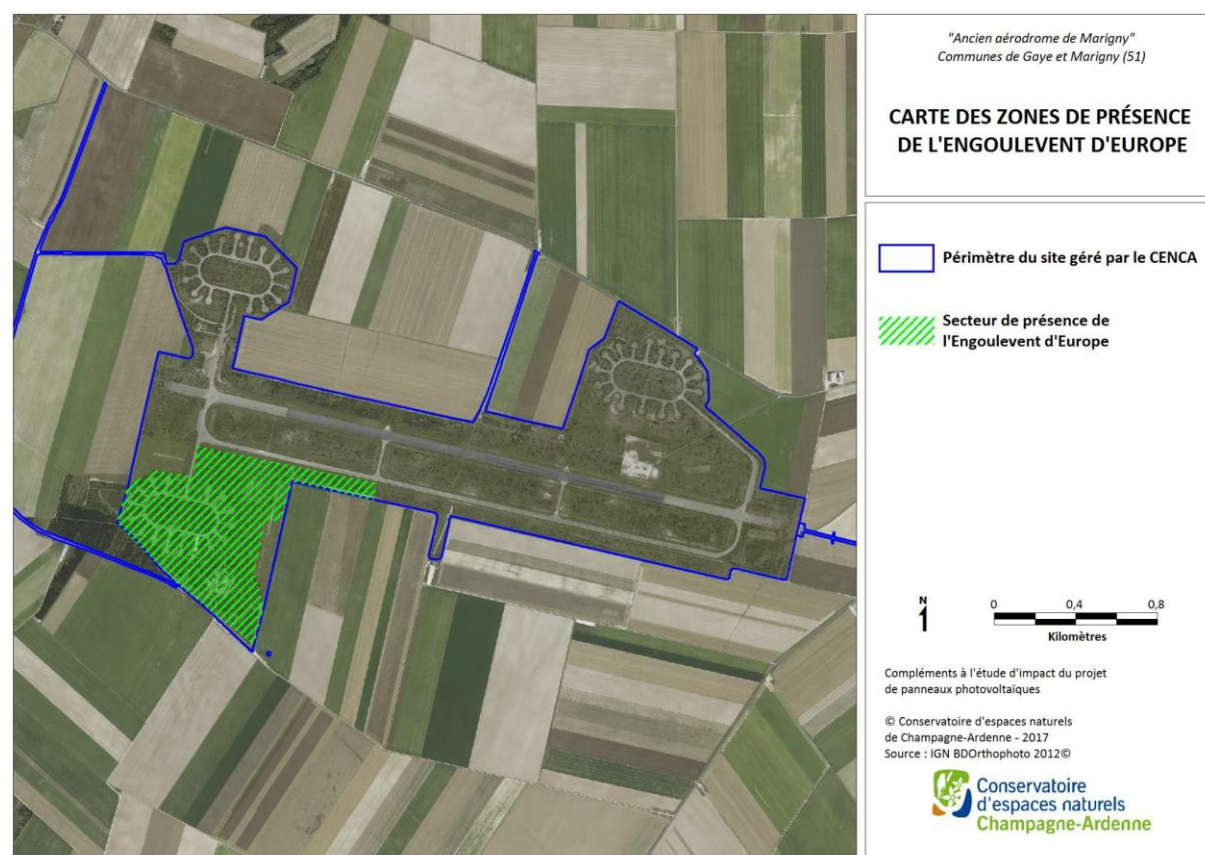 "Ancien aérodrome de Marigny"
Communes de Gaye et Marigny (51)
CARTE DES ZONES DE PRÉSENCE
DE L'ENGOULEVENT D'EUROPE
Périmètre du site géré par le CENCA
Secteur de présence de
l'Engoulevent d'Europe
N
0 0,4 0,8
Kilomètres
Compléments à l'étude d'impact du projet
de panneaux photovoltaïques
© Conservatoire d'espaces naturels
de Champagne-Ardenne - 2017
Source : IGN BDOrthophoto 2012©
Conservatoire
d'espaces naturels
Champagne-Ardenne